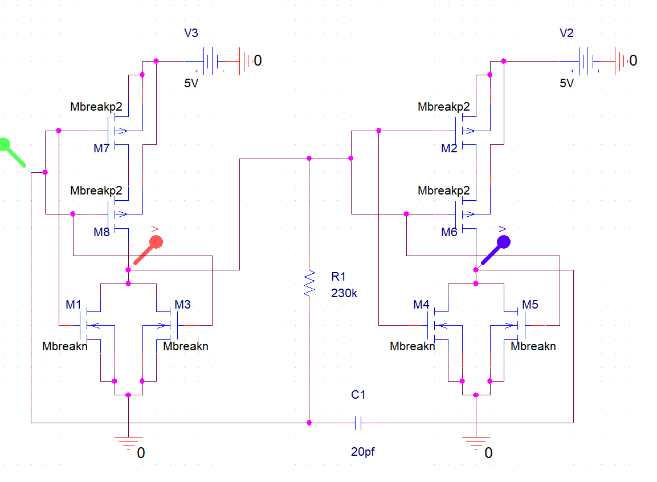 V3
V2
0
0
5V
5V
Mbreakp2
Mbreakp2
M7
M2
Mbreakp2
Mbreakp2
M8
M6
V
V
R1
230k
M1
M3
M4
M5
Mbreakn
Mbreakn
Mbreakn
Mbreakn
C1
20pf
0
0